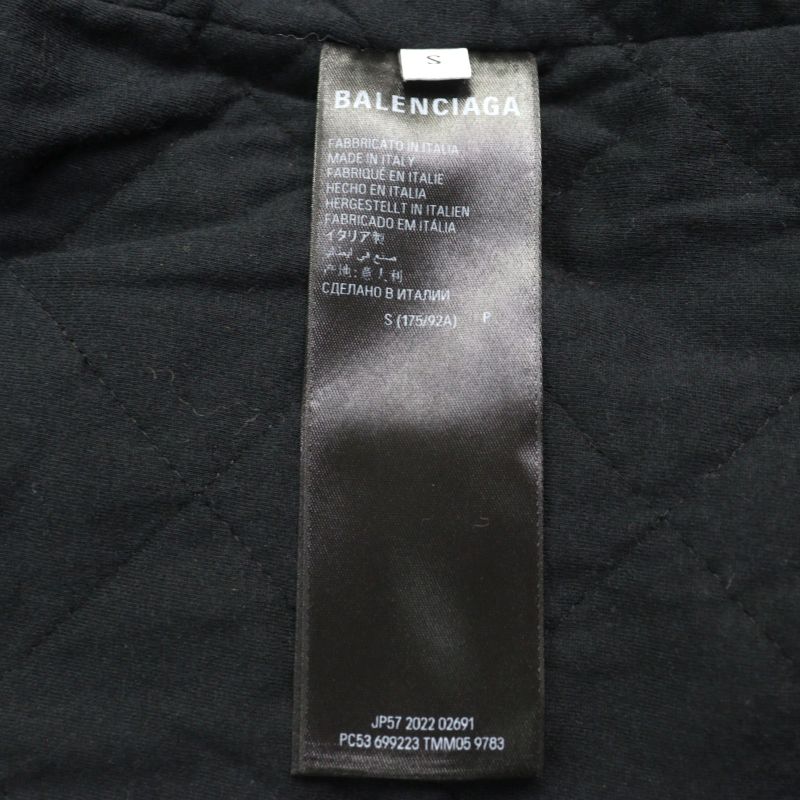 S
BALENCIAGA
FABBRICATO IN ITALIA
MADE IN ITALY
FABRIQUÉ EN ITALIE
HECHO EN ITALIA
HERGESTELLT IN ITALIEN
FABRICADO EM ITÁLIA
イタリア製
صنع في إيطاليا
产地:意大利
СДЕЛАНО В ИТАЛИИ
S (175/92A) P
JP57 2022 02691
PC53 699223 TMM05 9783